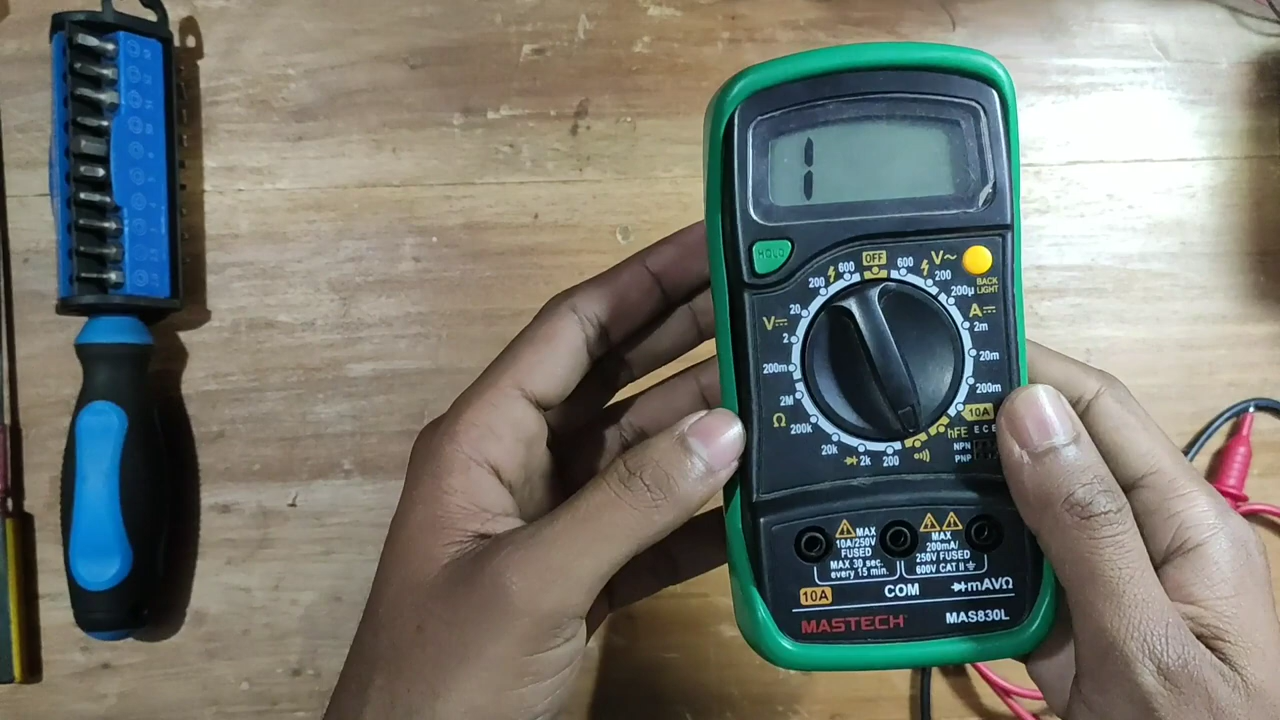 1
HOLD
OFF
600
600
V~
200
200
200µ
BACK
LIGHT
20
A
V
2m
2
20m
200m
200m
2M
10A
Ω
200k
hFE
E C E
20k
2k
200
NPN
PNP
MAX
10A/250V
FUSED
MAX 30 sec.
every 15 min.
MAX
200mA/
250V FUSED
600V CAT II
10A
COM
mAVΩ
MASTECH
MAS830L